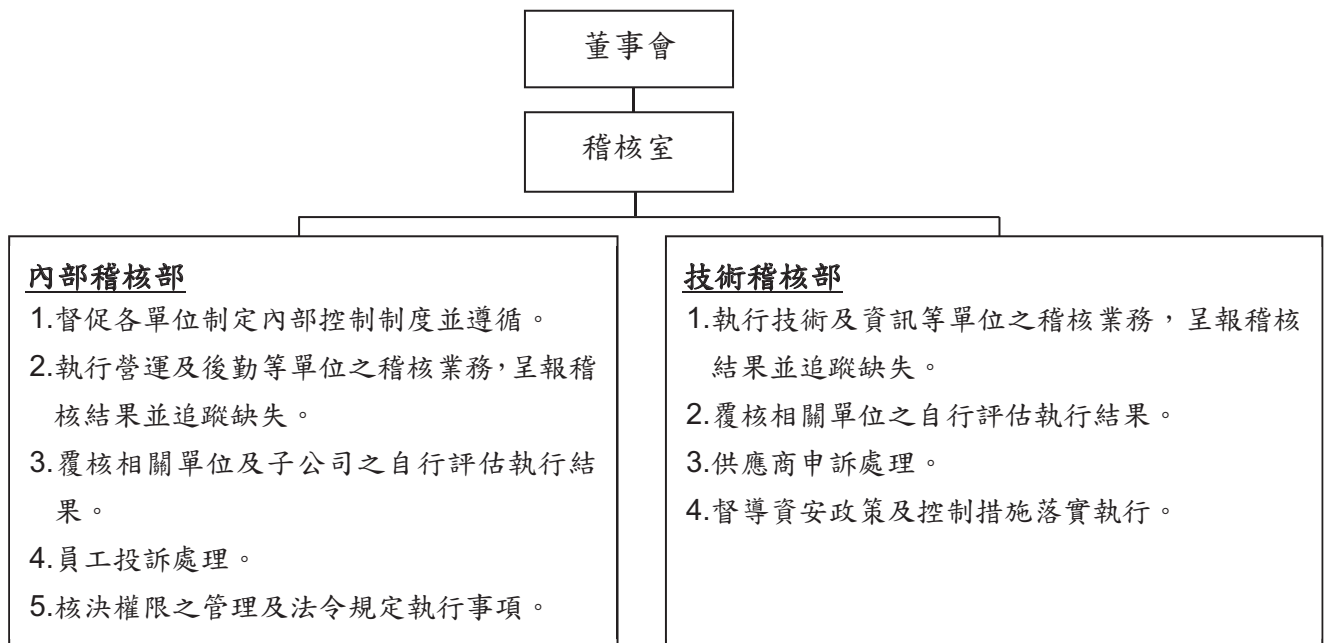 董事會
稽核室
內部稽核部
1.督促各單位制定內部控制制度並遵循。
2.執行營運及後勤等單位之稽核業務，呈報稽
核結果並追蹤缺失。
3.覆核相關單位及子公司之自行評估執行結
果。
4.員工投訴處理。
5.核決權限之管理及法令規定執行事項。
技術稽核部
1.執行技術及資訊等單位之稽核業務，呈報稽核
結果並追蹤缺失。
2.覆核相關單位之自行評估執行結果。
3.供應商申訴處理。
4.督導資安政策及控制措施落實執行。